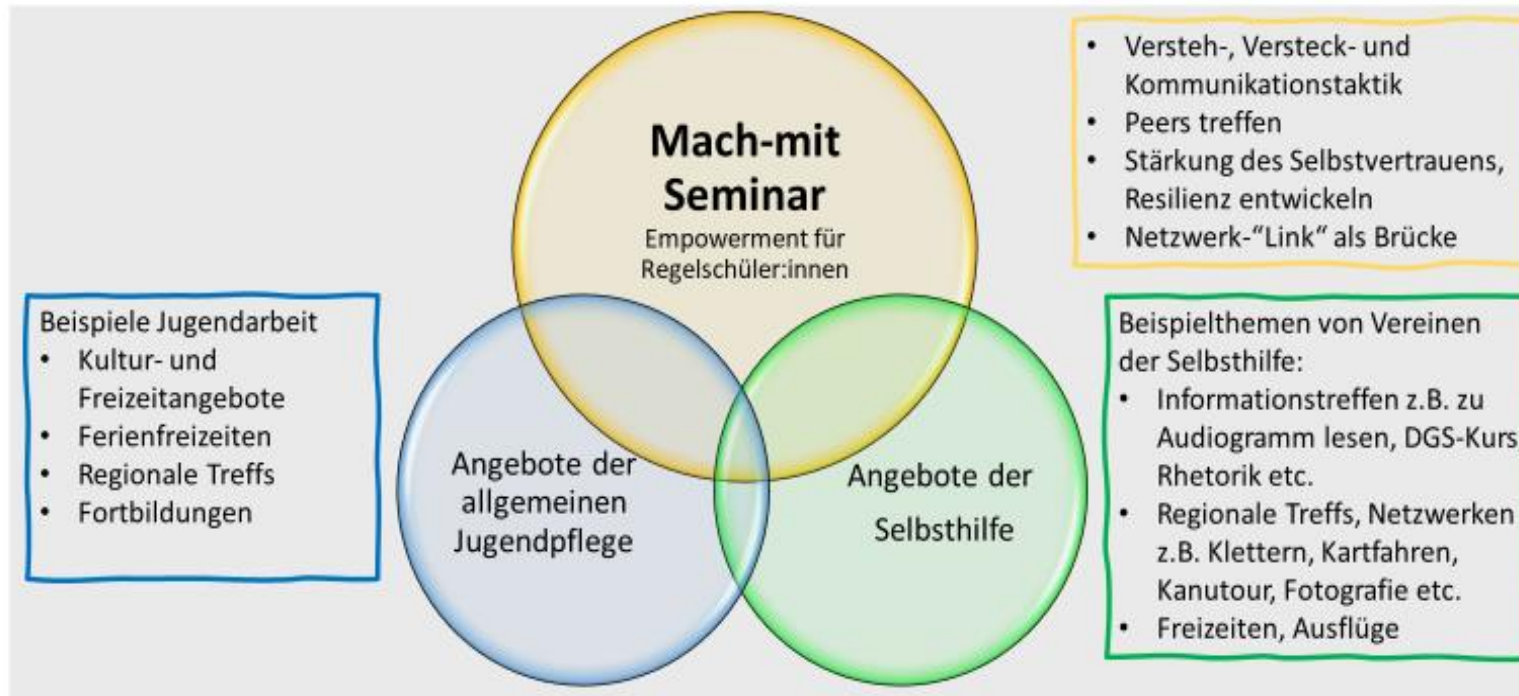 Mach-mit
Seminar
Empowerment für
Regelschüler:innen
• Versteh-, Versteck- und
Kommunikationstaktik
• Peers treffen
• Stärkung des Selbstvertrauens,
Resilienz entwickeln
• Netzwerk-“Link“ als Brücke
Beispiele Jugendarbeit
• Kultur- und
Freizeitangebote
• Ferienfreizeiten
• Regionale Treffs
• Fortbildungen
Angebote der
allgemeinen
Jugendpflege
Angebote der
Selbsthilfe
Beispielthemen von Vereinen
der Selbsthilfe:
• Informationstreffen z.B. zu
Audiogramm lesen, DGS-Kurs
Rhetorik etc.
• Regionale Treffs, Netzwerken
z.B. Klettern, Kartfahren,
Kanutour, Fotografie etc.
• Freizeiten, Ausflüge